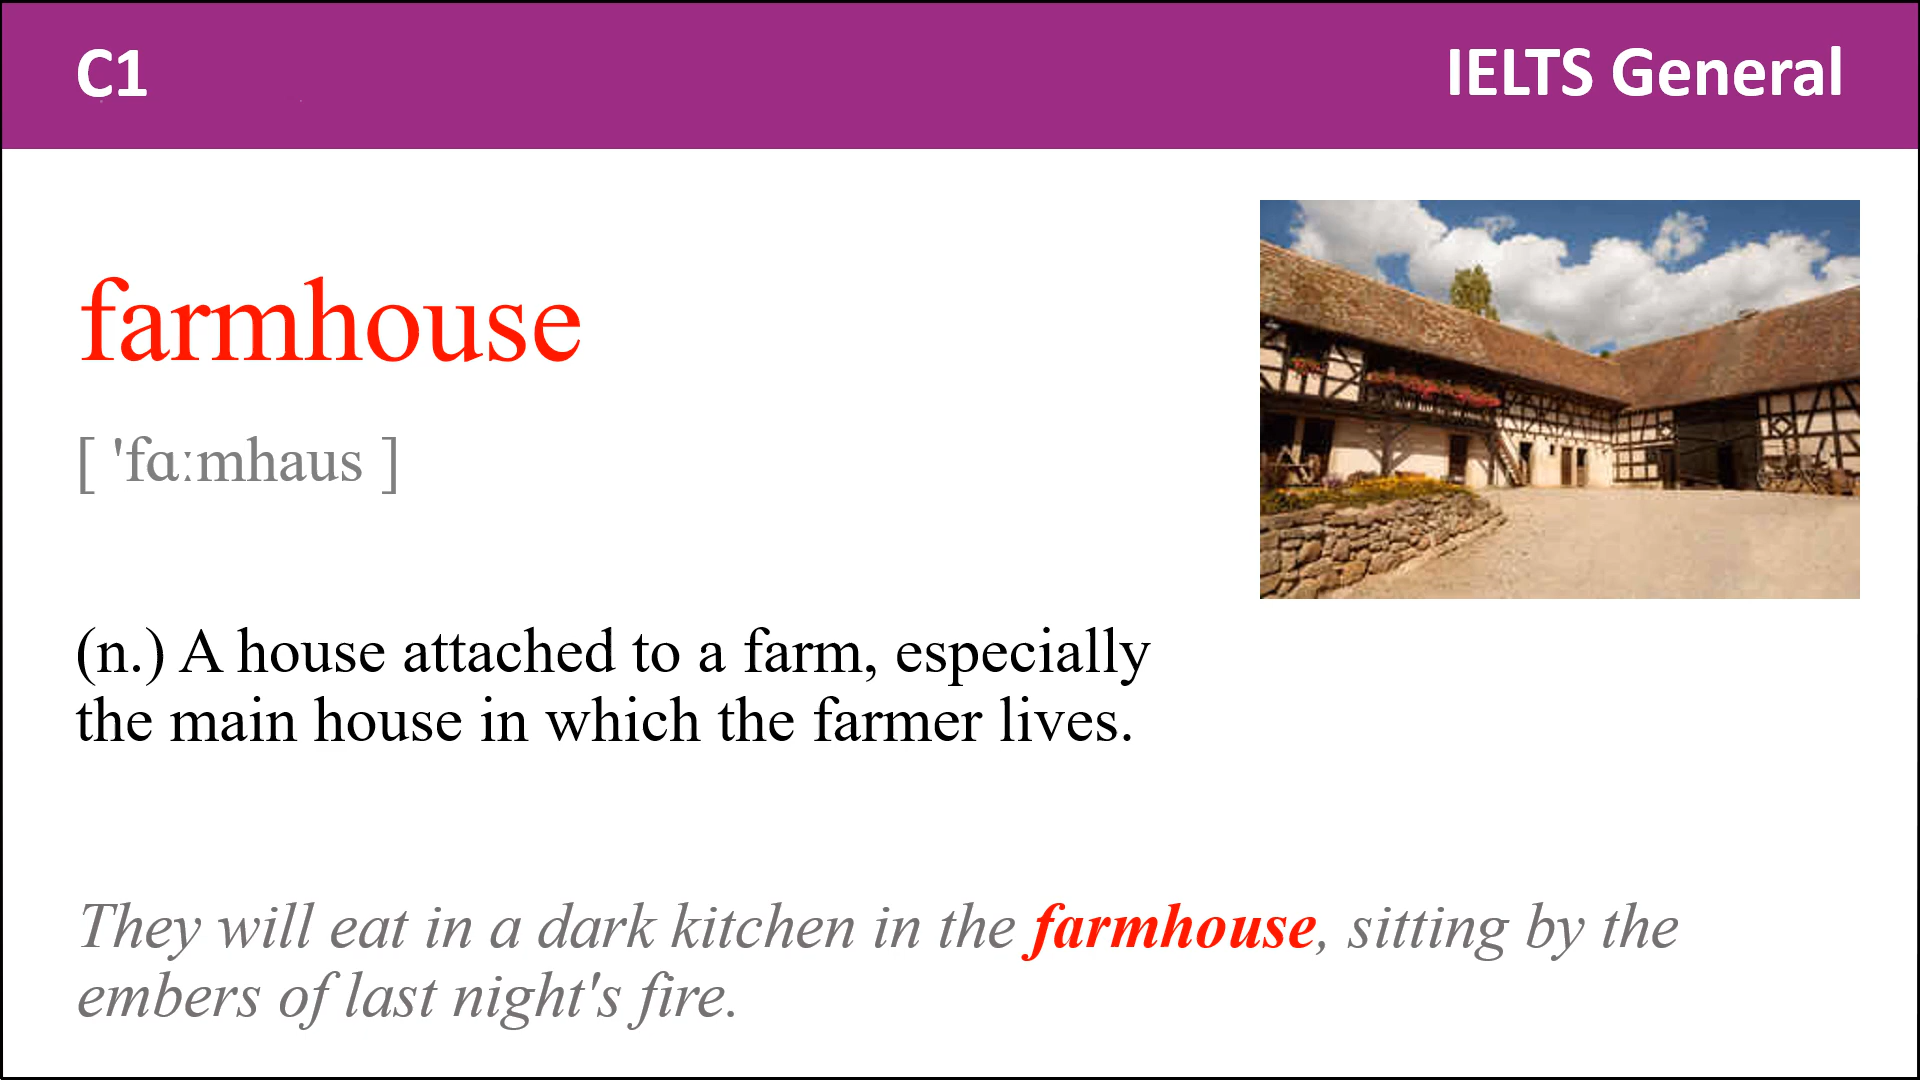 C1
IELTS General
farmhouse
[ 'fɑːmhaus ]
(n.) A house attached to a farm, especially
the main house in which the farmer lives.
They will eat in a dark kitchen in the farmhouse, sitting by the
embers of last night's fire.